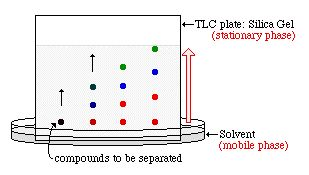 TLC plate: Silica Gel
(stationary phase)
Solvent
(mobile phase)
compounds to be separated